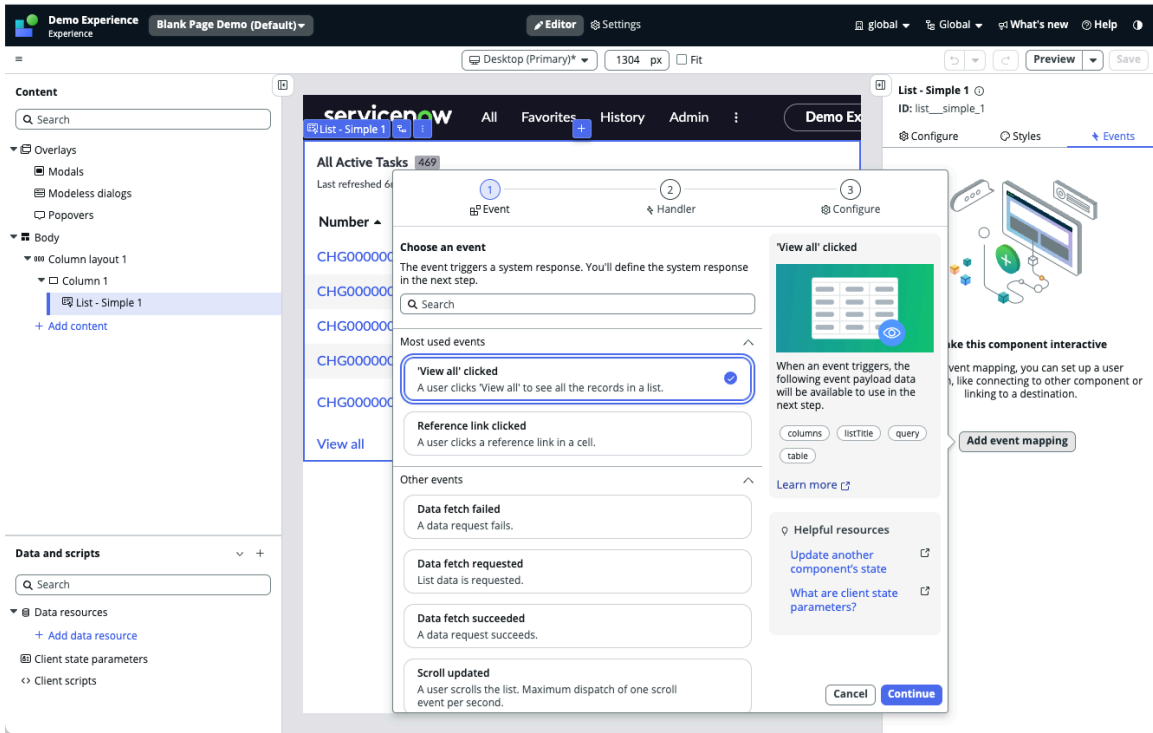 Demo Experience
Experience
Blank Page Demo (Default)
Editor
Settings
global
Global
What's new
Help
Desktop (Primary)*
1304 px
Fit
Preview
Save
Content
Search
Overlays
Modals
Modeless dialogs
Popovers
Body
Column layout 1
Column 1
List - Simple 1
+ Add content
Data and scripts
Search
Data resources
+ Add data resource
Client state parameters
Client scripts
servicenow
All
Favorites
History
Admin
Demo Ex
List - Simple 1
All Active Tasks 469
Last refreshed 6
Number
CHG000000
CHG000000
CHG000000
CHG000000
CHG000000
View all
1
Event
2
Handler
3
Configure
Choose an event
The event triggers a system response. You'll define the system response
in the next step.
Search
Most used events
'View all' clicked
A user clicks 'View all' to see all the records in a list.
Reference link clicked
A user clicks a reference link in a cell.
Other events
Data fetch failed
A data request fails.
Data fetch requested
List data is requested.
Data fetch succeeded
A data request succeeds.
Scroll updated
A user scrolls the list. Maximum dispatch of one scroll
event per second.
'View all' clicked
When an event triggers, the
following event payload data
will be available to use in the
next step.
columns
listTitle
query
table
Learn more
Helpful resources
Update another
component's state
What are client state
parameters?
Cancel
Continue
List - Simple 1
ID: list__simple_1
Configure
Styles
Events
ke this component interactive
vent mapping, you can set up a user
, like connecting to other component or
linking to a destination.
Add event mapping